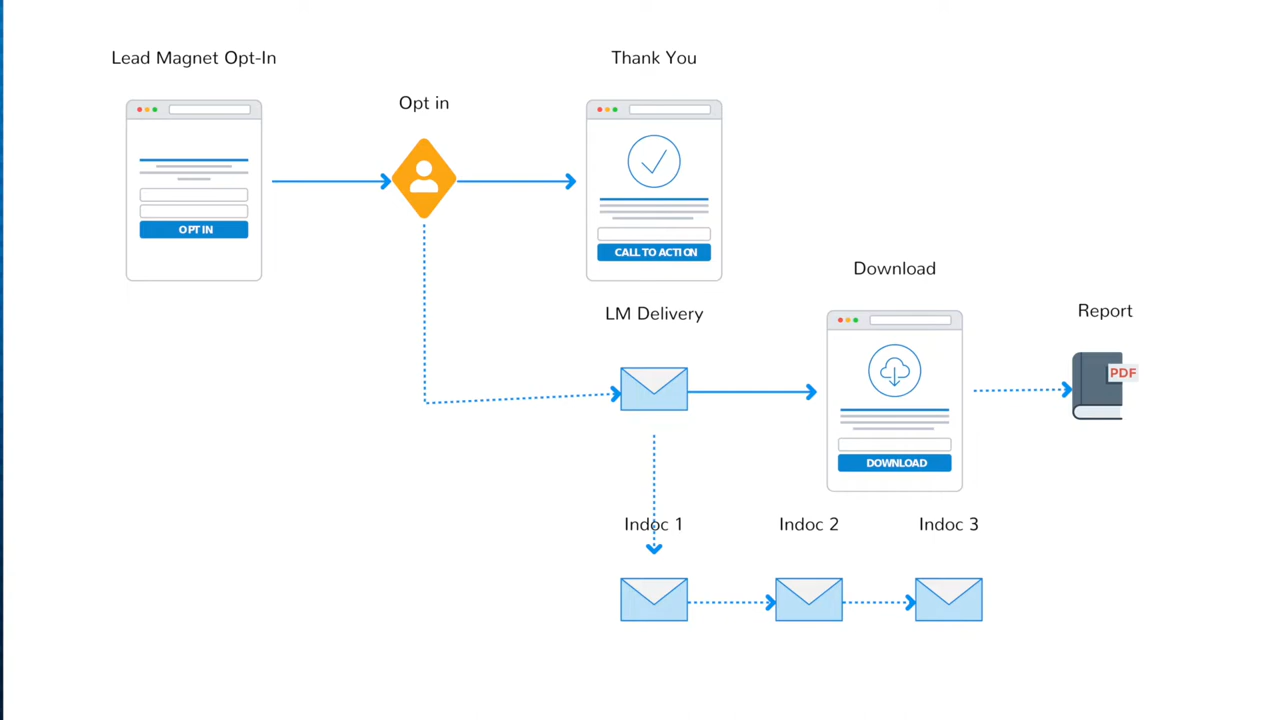 Lead Magnet Opt-In
Thank You
Opt in
OPT IN
CALL TO ACTION
Download
LM Delivery
Report
PDF
DOWNLOAD
Indoc 1
Indoc 2
Indoc 3